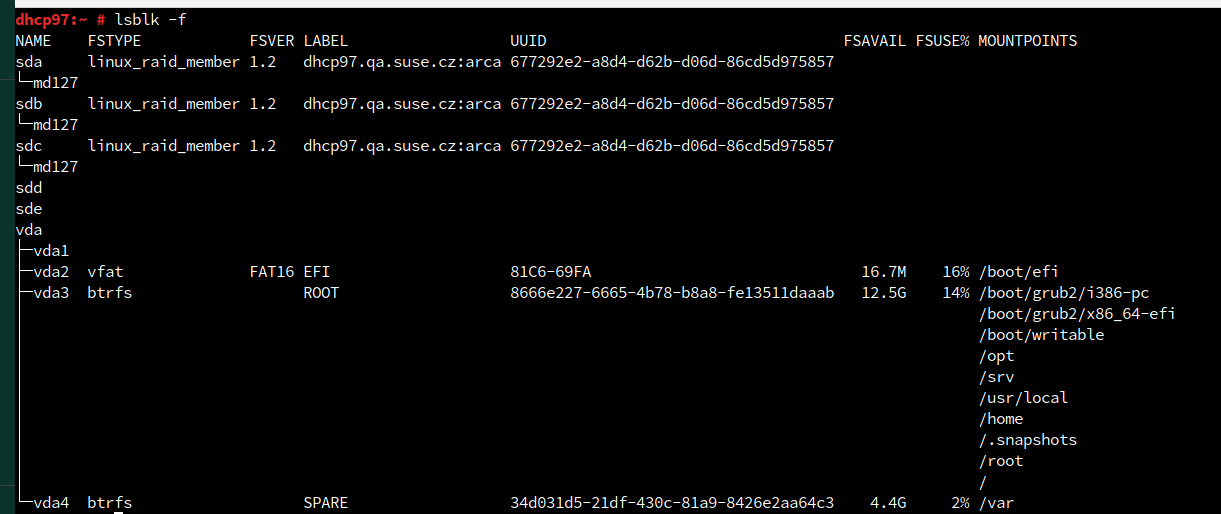 dhcp97:~ # lsblk -f
NAME    FSTYPE            FSVER LABEL                  UUID                                 FSAVAIL FSUSE% MOUNTPOINTS
sda     linux_raid_member 1.2   dhcp97.qa.suse.cz:arca 677292e2-a8d4-d62b-d06d-86cd5d975857
└─md127
sdb     linux_raid_member 1.2   dhcp97.qa.suse.cz:arca 677292e2-a8d4-d62b-d06d-86cd5d975857
└─md127
sdc     linux_raid_member 1.2   dhcp97.qa.suse.cz:arca 677292e2-a8d4-d62b-d06d-86cd5d975857
└─md127
sdd
sde
vda
├─vda1
├─vda2  vfat              FAT16 EFI                    81C6-69FA                              16.7M    16% /boot/efi
├─vda3  btrfs                   ROOT                   8666e227-6665-4b78-b8a8-fe13511daaab   12.5G    14% /boot/grub2/i386-pc
/boot/grub2/x86_64-efi
/boot/writable
/opt
/srv
/usr/local
/home
/.snapshots
/root
/
└─vda4  btrfs                   SPARE                  34d031d5-21df-430c-81a9-8426e2aa64c3    4.4G     2% /var